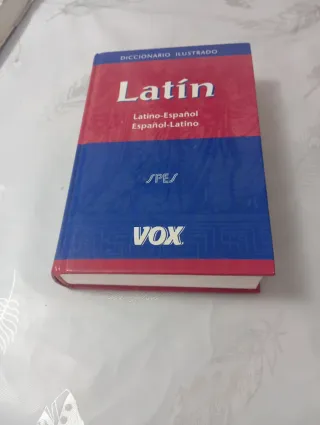 DICCIONARIO ILUSTRADO
Latín
Latino-Español
Español-Latino
SPES
VOX